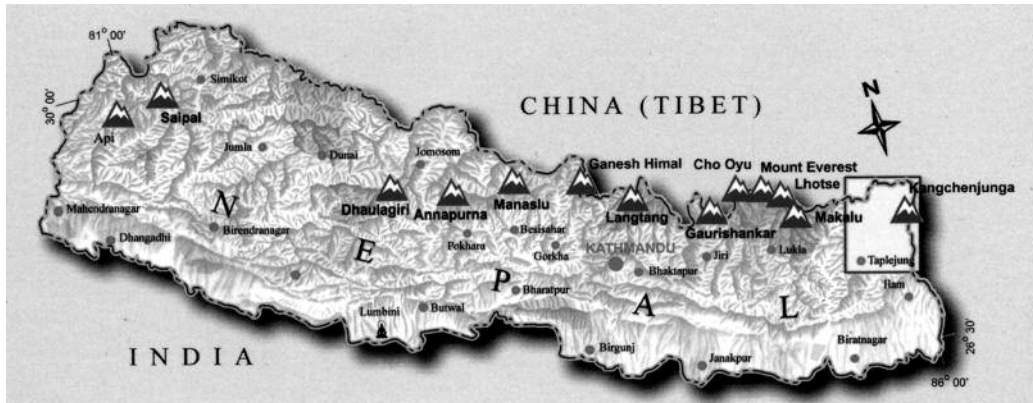 81° 00'
30° 00'
N
CHINA (TIBET)
Simikot
Saipal
Api
Jumla
Dunai
Jomosom
Ganesh Himal
Cho Oyu
Mount Everest
Lhotse
Kangchenjunga
Dhaulagiri
Annapurna
Manaslu
Langtang
Gaurishankar
Makalu
Mahendranagar
Dhangadhi
Birendranagar
Pokhara
Besisahar
Gorkha
KATHMANDU
Bhaktapur
Jiri
Lukla
Taplejung
Ilam
N E P A L
Lumbini
Butwal
Bharatpur
Birgunj
Janakpur
Biratnagar
INDIA
26° 30'
86° 00'